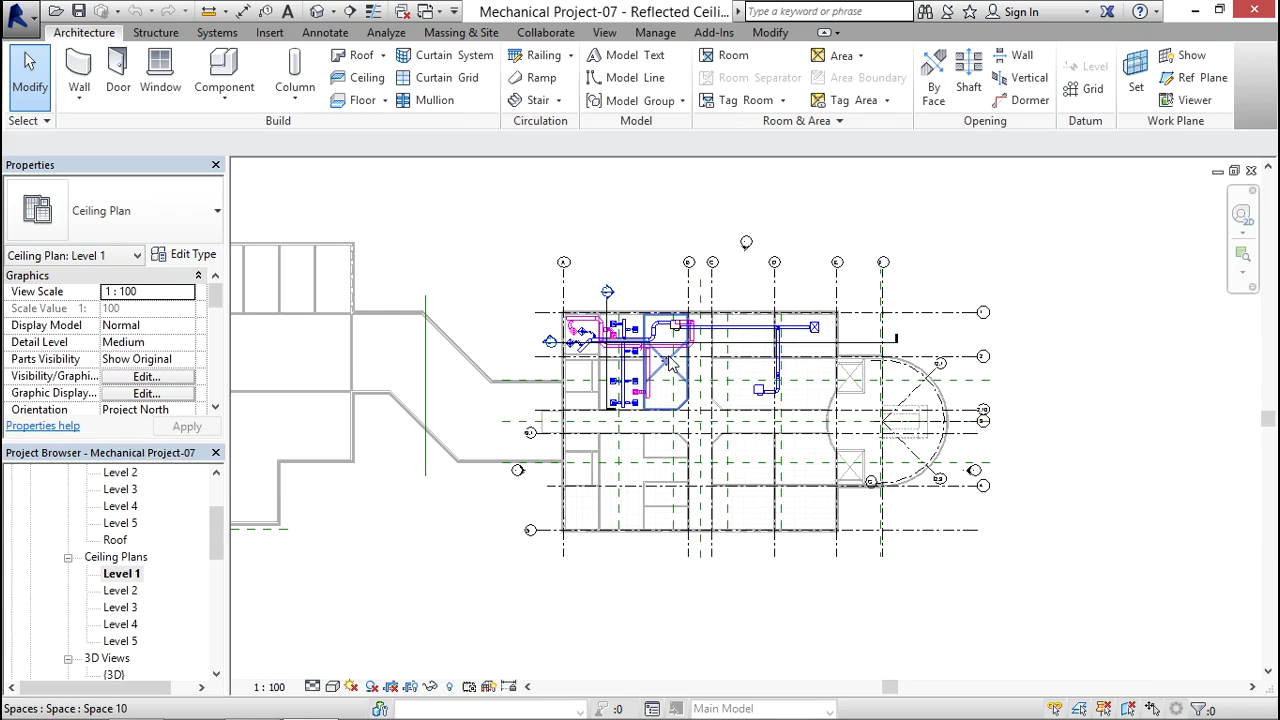 Mechanical Project-07 - Reflected Ceili...
Type a keyword or phrase
Sign In
Architecture Structure Systems Insert Annotate Analyze Massing & Site Collaborate View Manage Add-Ins Modify
Modify
Wall
Door
Window
Component
Column
Roof
Ceiling
Floor
Curtain System
Curtain Grid
Mullion
Railing
Ramp
Stair
Model Text
Model Line
Model Group
Room
Room Separator
Tag Room
Area
Area Boundary
Tag Area
By Face
Shaft
Wall
Vertical
Dormer
Level
Grid
Set
Show
Ref Plane
Viewer
Select
Build
Circulation
Model
Room & Area
Opening
Datum
Work Plane
Properties
Ceiling Plan
Ceiling Plan: Level 1
Edit Type
Graphics
View Scale 1 : 100
Scale Value 1: 100
Display Model Normal
Detail Level Medium
Parts Visibility Show Original
Visibility/Graphi... Edit...
Graphic Display... Edit...
Orientation Project North
Properties help
Apply
Project Browser - Mechanical Project-07
Level 2
Level 3
Level 4
Level 5
Roof
Ceiling Plans
Level 1
Level 2
Level 3
Level 4
Level 5
3D Views
{3D}
2D
1 : 100
Spaces : Space : Space 10
:0
Main Model
:0